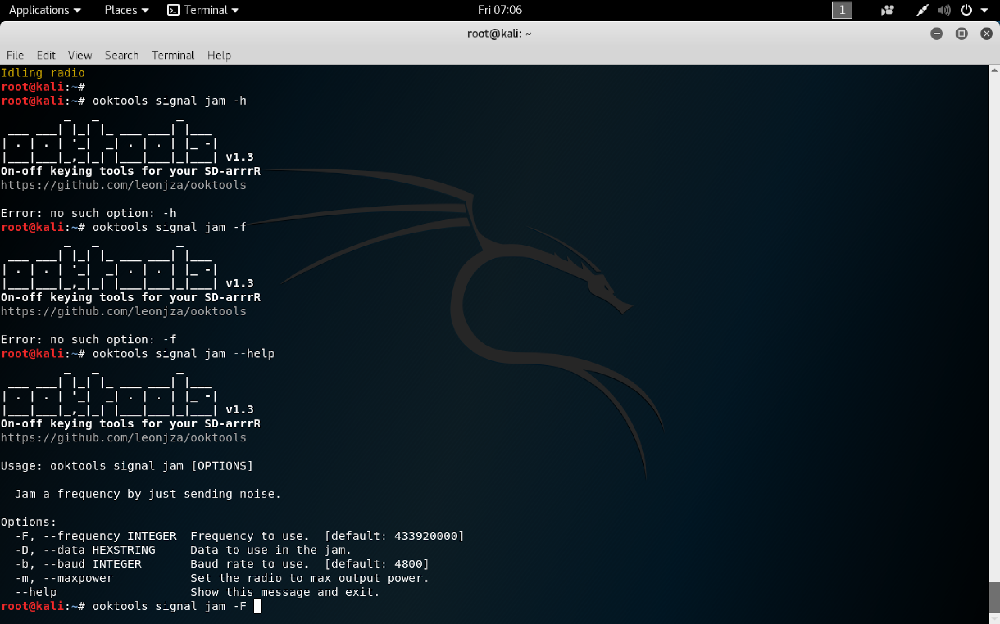 Applications Places Terminal Fri 07:06 1
root@kali: ~
File Edit View Search Terminal Help
Idling radio
root@kali:~#
root@kali:~# ooktools signal jam -h
         _   _           _
 ___ ___| |_| |_ ___ ___| |___
| . | . | '_|  _| . | . | |_ -|
|___|___|_,_|_| |___|___|_|___| v1.3
On-off keying tools for your SD-arrrR
https://github.com/leonjza/ooktools
Error: no such option: -h
root@kali:~# ooktools signal jam -f
         _   _           _
 ___ ___| |_| |_ ___ ___| |___
| . | . | '_|  _| . | . | |_ -|
|___|___|_,_|_| |___|___|_|___| v1.3
On-off keying tools for your SD-arrrR
https://github.com/leonjza/ooktools
Error: no such option: -f
root@kali:~# ooktools signal jam --help
         _   _           _
 ___ ___| |_| |_ ___ ___| |___
| . | . | '_|  _| . | . | |_ -|
|___|___|_,_|_| |___|___|_|___| v1.3
On-off keying tools for your SD-arrrR
https://github.com/leonjza/ooktools
Usage: ooktools signal jam [OPTIONS]
  Jam a frequency by just sending noise.
Options:
  -F, --frequency INTEGER  Frequency to use.  [default: 433920000]
  -D, --data HEXSTRING     Data to use in the jam.
  -b, --baud INTEGER       Baud rate to use.  [default: 4800]
  -m, --maxpower           Set the radio to max output power.
  --help                   Show this message and exit.
root@kali:~# ooktools signal jam -F